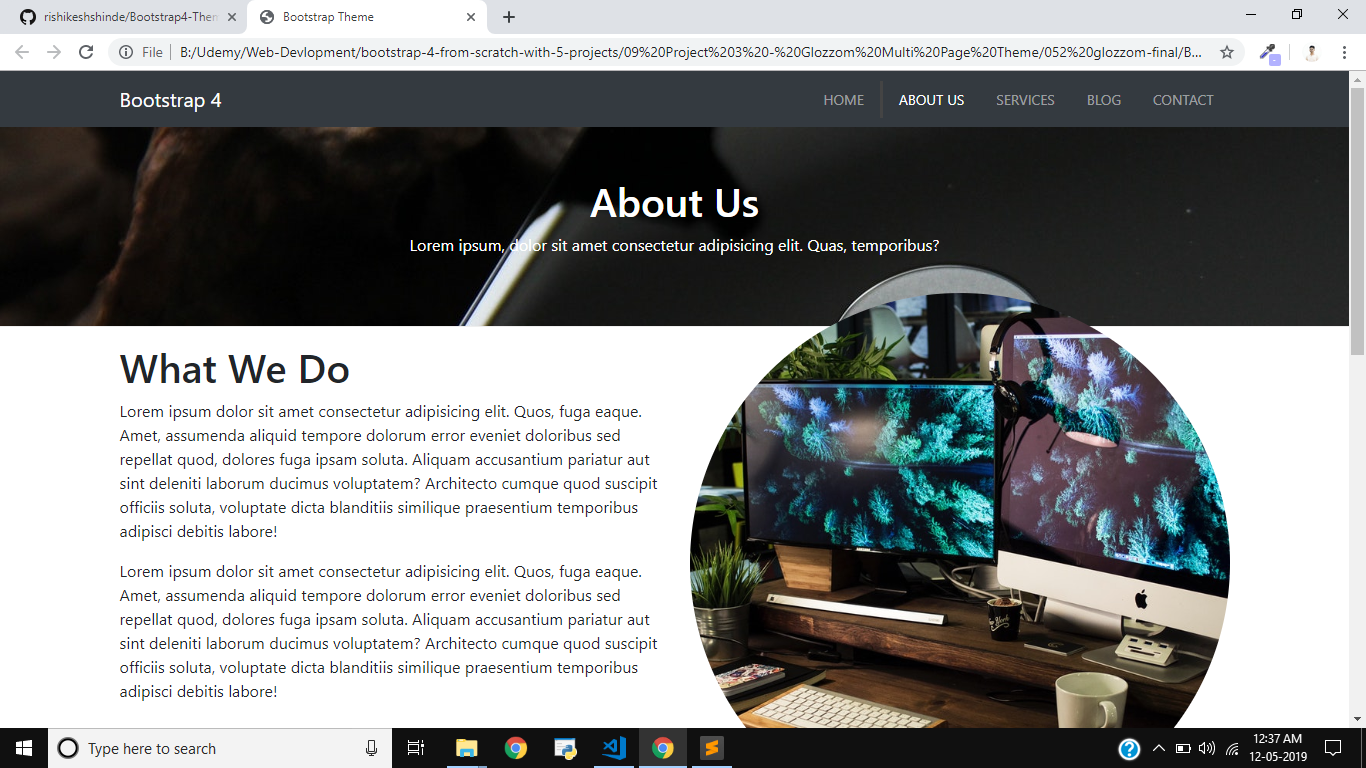 rishikeshshinde/Bootstrap4-Then
Bootstrap Theme
File
B:/Udemy/Web-Devlopment/bootstrap-4-from-scratch-with-5-projects/09%20Project%203%20-%20Glozzom%20Multi%20Page%20Theme/052%20glozzom-final/B...
Bootstrap 4
HOME
ABOUT US
SERVICES
BLOG
CONTACT
About Us
Lorem ipsum, dolor sit amet consectetur adipisicing elit. Quas, temporibus?
What We Do
Lorem ipsum dolor sit amet consectetur adipisicing elit. Quos, fuga eaque.
Amet, assumenda aliquid tempore dolorum error eveniet doloribus sed
repellat quod, dolores fuga ipsam soluta. Aliquam accusantium pariatur aut
sint deleniti laborum ducimus voluptatem? Architecto cumque quod suscipit
officiis soluta, voluptate dicta blanditiis similique praesentium temporibus
adipisci debitis labore!
Lorem ipsum dolor sit amet consectetur adipisicing elit. Quos, fuga eaque.
Amet, assumenda aliquid tempore dolorum error eveniet doloribus sed
repellat quod, dolores fuga ipsam soluta. Aliquam accusantium pariatur aut
sint deleniti laborum ducimus voluptatem? Architecto cumque quod suscipit
officiis soluta, voluptate dicta blanditiis similique praesentium temporibus
adipisci debitis labore!
Type here to search
12:37 AM
12-05-2019